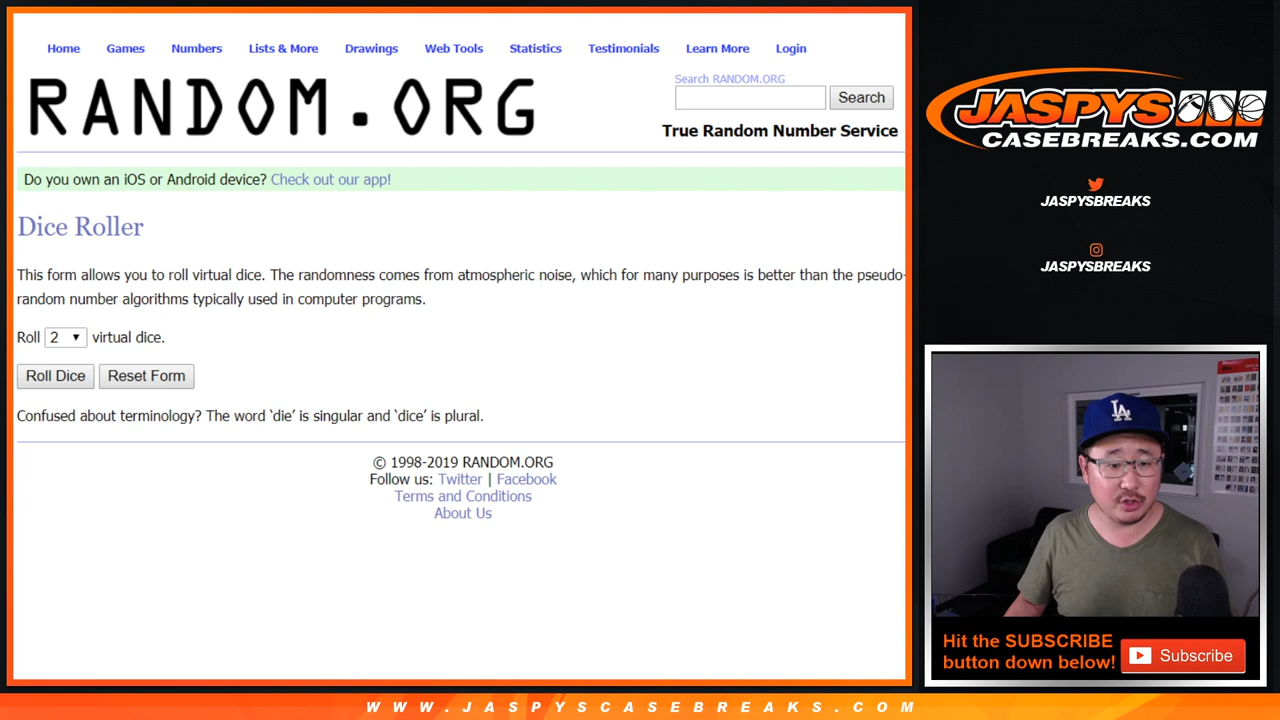 Home Games Numbers Lists & More Drawings Web Tools Statistics Testimonials Learn More Login
RANDOM.ORG
Search RANDOM.ORG
Search
True Random Number Service
Do you own an iOS or Android device? Check out our app!
Dice Roller
This form allows you to roll virtual dice. The randomness comes from atmospheric noise, which for many purposes is better than the pseudo-
random number algorithms typically used in computer programs.
Roll 2 virtual dice.
Roll Dice Reset Form
Confused about terminology? The word ‘die’ is singular and ‘dice’ is plural.
© 1998-2019 RANDOM.ORG
Follow us: Twitter | Facebook
Terms and Conditions
About Us
JASPYS
CASEBREAKS.COM
JASPYSBREAKS
JASPYSBREAKS
LA
Hit the SUBSCRIBE
button down below!
Subscribe
WWW.JASPYSCASEBREAKS.COM